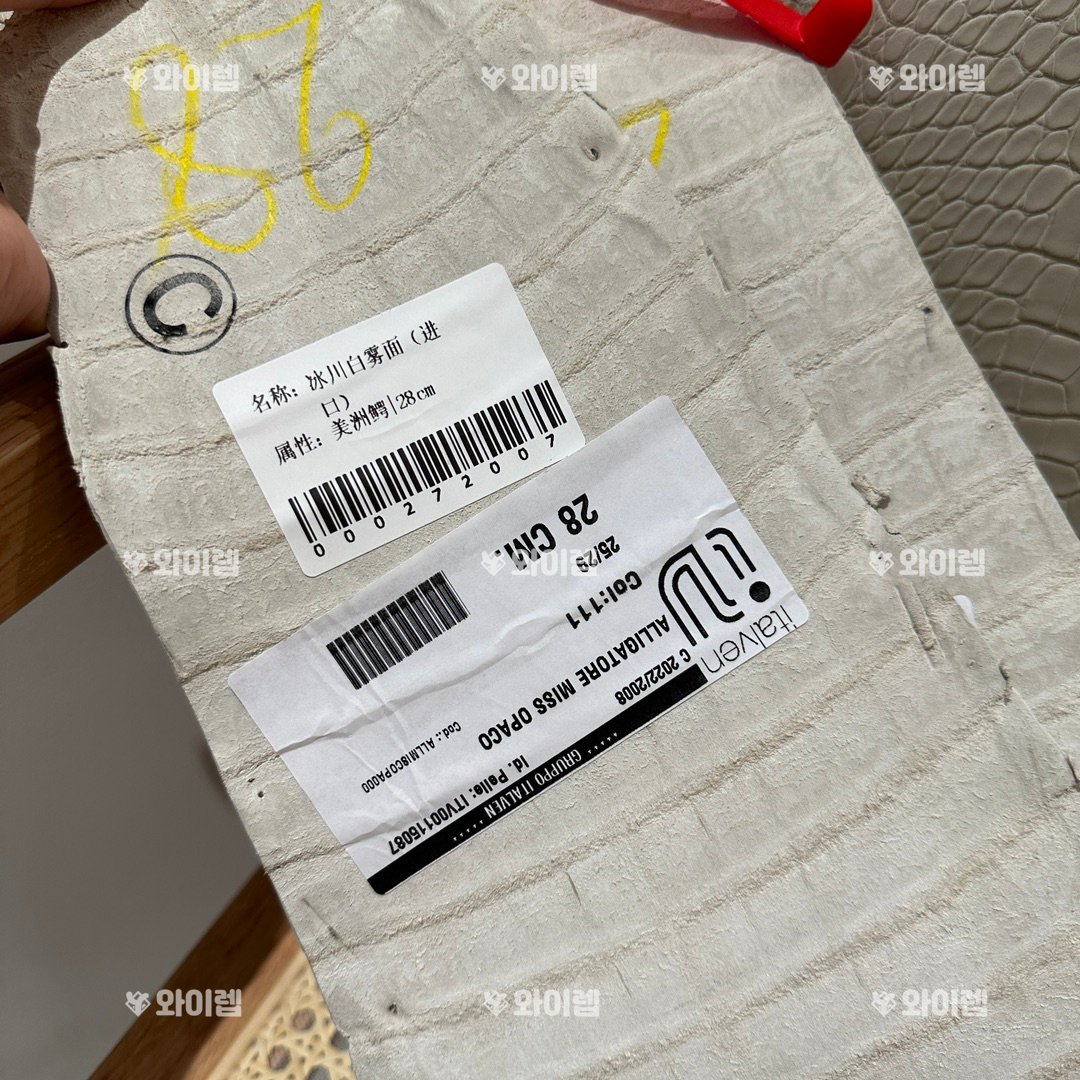 28
C
名称: 冰川白雾面 (进
口)
属性: 美洲鳄|28cm
000272007
italven
C 2022/2008
ALLIGATORE MISS OPACO
Col:111
25/29
28 CM.
Cod.: ALLMISCOPA000
Id. Pelle: ITV00115087
GRUPPO ITALVEN
와이렙 와이렙 와이렙
와이렙 와이렙 와이렙
와이렙 와이렙 와이렙